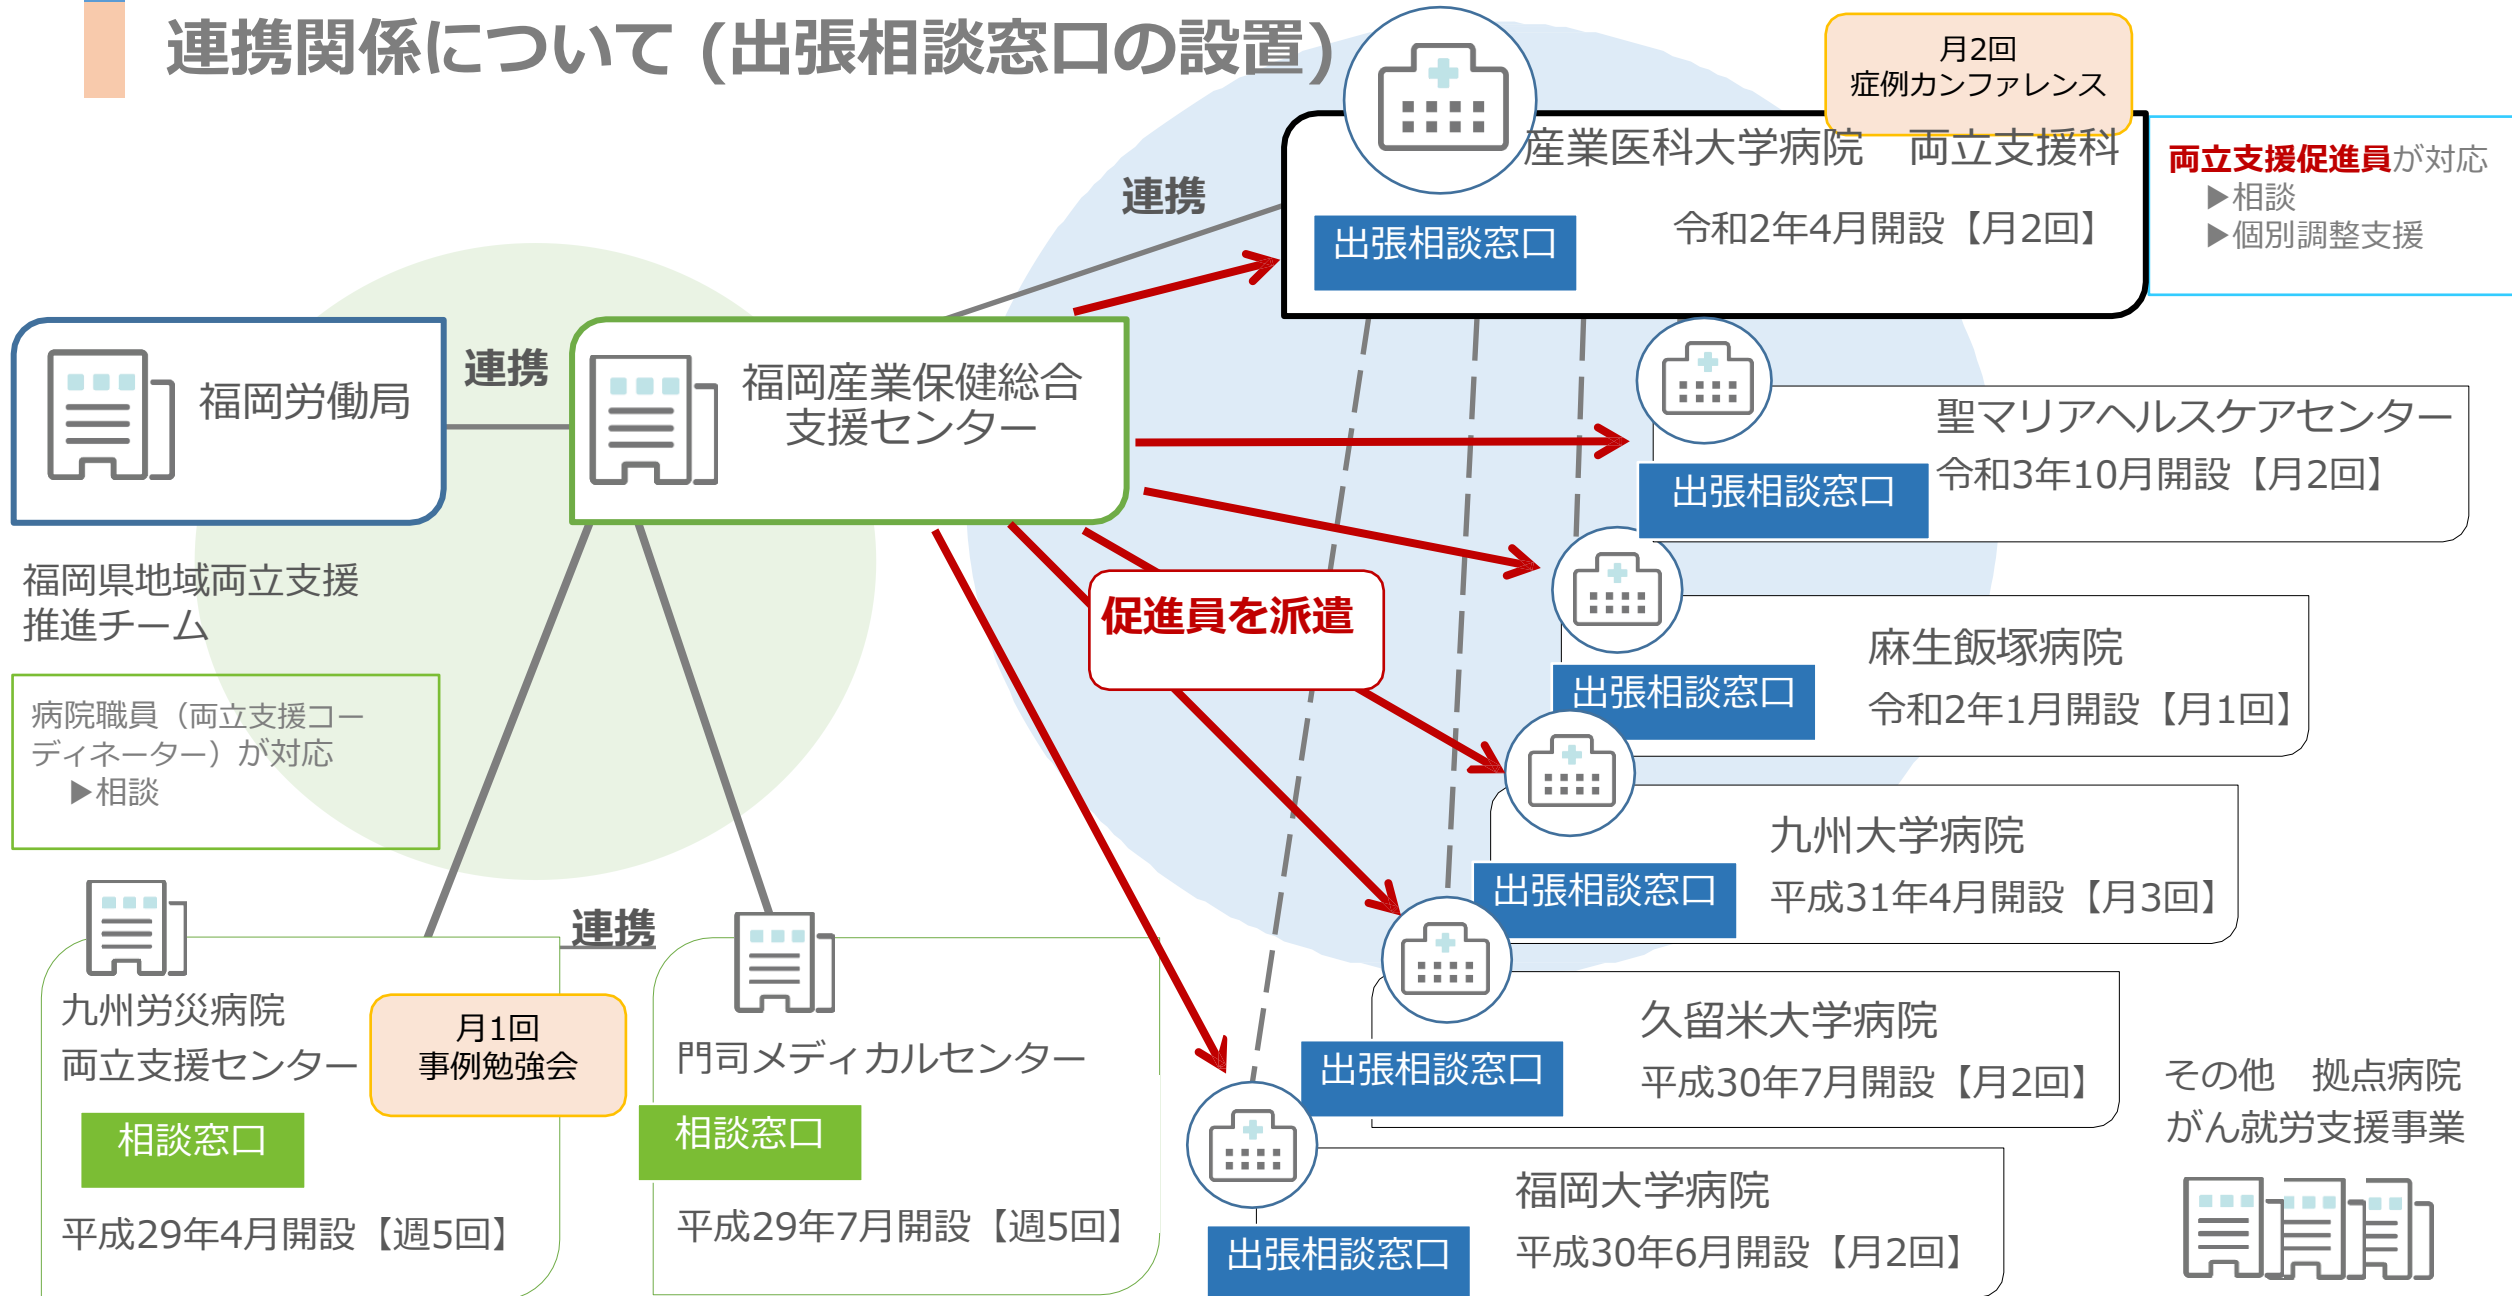 連携関係について (出張相談窓口の設置)
月2回
症例カンファレンス
産業医科大学病院　両立支援科
出張相談窓口
令和2年4月開設【月2回】
両立支援促進員が対応
▶相談
▶個別調整支援
連携
福岡労働局
連携
福岡産業保健総合
支援センター
聖マリアヘルスケアセンター
出張相談窓口
令和3年10月開設【月2回】
福岡県地域両立支援
推進チーム
促進員を派遣
麻生飯塚病院
出張相談窓口
令和2年1月開設【月1回】
病院職員（両立支援コー
ディネーター）が対応
▶相談
九州大学病院
出張相談窓口
平成31年4月開設【月3回】
連携
九州労災病院
両立支援センター
月1回
事例勉強会
相談窓口
平成29年4月開設【週5回】
門司メディカルセンター
相談窓口
平成29年7月開設【週5回】
久留米大学病院
出張相談窓口
平成30年7月開設【月2回】
福岡大学病院
出張相談窓口
平成30年6月開設【月2回】
その他　拠点病院
がん就労支援事業